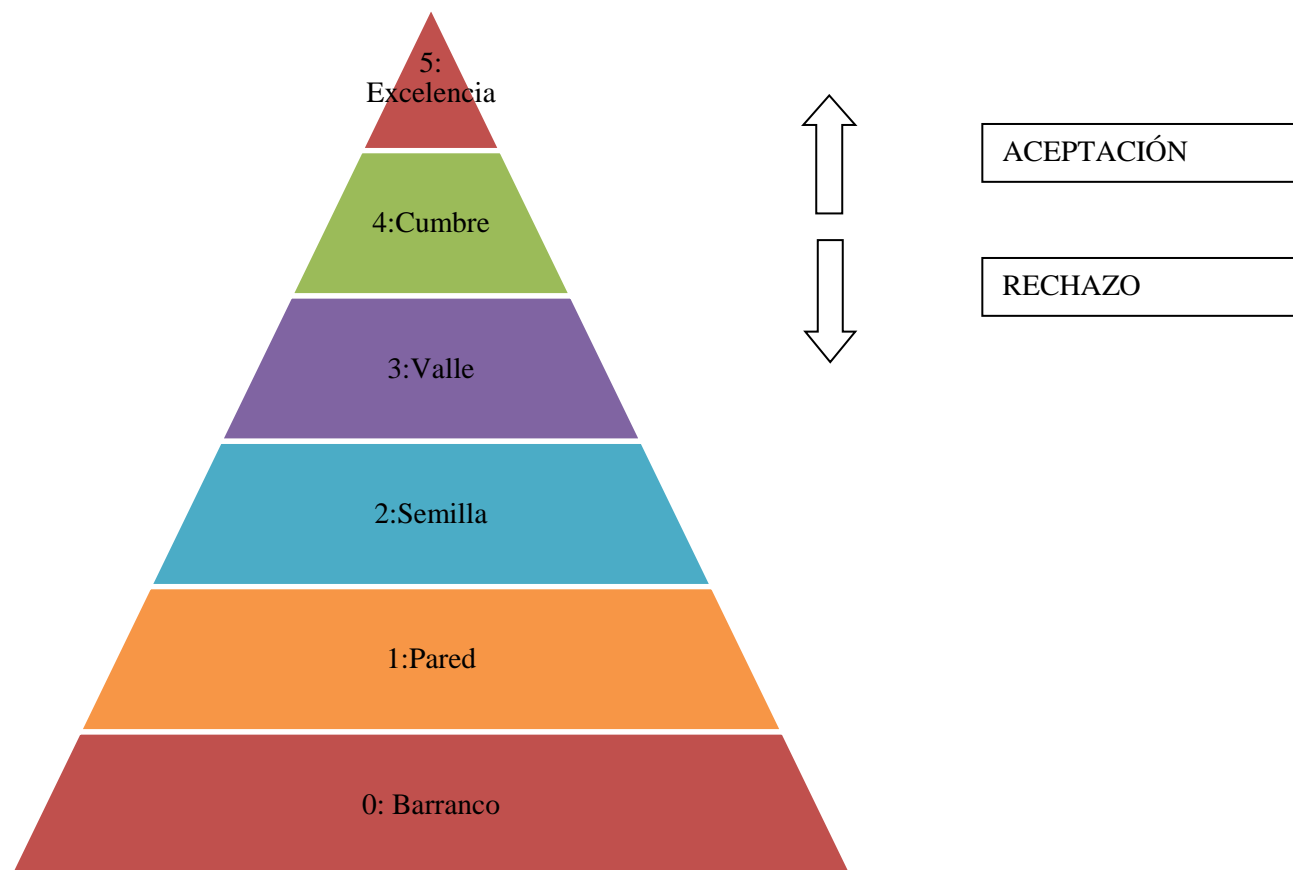 5:
Excelencia
4:Cumbre
3:Valle
2:Semilla
1:Pared
0: Barranco
ACEPTACIÓN
RECHAZO